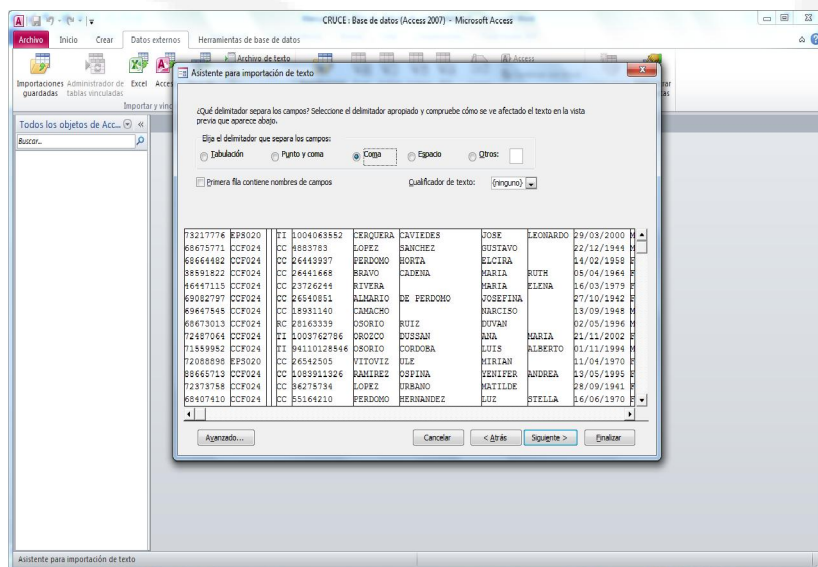 CRUCE : Base de datos (Access 2007) - Microsoft Access
Archivo Inicio Crear Datos externos Herramientas de base de datos
Importaciones guardadas
Administrador de tablas vinculadas
Excel
Archivo de texto
Access
Importar y vinc
Todos los objetos de Acc...
Buscar...
Asistente para importación de texto
¿Qué delimitador separa los campos? Seleccione el delimitador apropiado y compruebe cómo se ve afectado el texto en la vista
previa que aparece abajo.
Elija el delimitador que separa los campos:
Tabulación Punto y coma Coma Espacio Otros:
Primera fila contiene nombres de campos Cualificador de texto: {ninguno}
73217776 EPS020 TI 1004063552 CERQUERA CAVIEDES JOSE LEONARDO 29/03/2000 M
68675771 CCF024 CC 4883783 LOPEZ SANCHEZ GUSTAVO 22/12/1944 M
68664482 CCF024 CC 26443997 PERDOMO HORTA ELCIRA 14/02/1958 F
38591822 CCF024 CC 26441668 BRAVO CADENA MARIA RUTH 05/04/1964 F
46447115 CCF024 CC 23726244 RIVERA MARIA ELENA 16/03/1979 F
69082797 CCF024 CC 26540851 ALMARIO DE PERDOMO JOSEFINA 27/10/1942 F
69647545 CCF024 CC 18931140 CAMACHO NARCISO 13/09/1948 M
68673013 CCF024 RC 28163339 OSORIO RUIZ DUVAN 02/05/1996 M
72487064 CCF024 TI 1003762786 OROZCO DUSSAN ANA MARIA 21/11/2002 F
71559952 CCF024 TI 94110128546 OSORIO CORDOBA LUIS ALBERTO 01/11/1994 M
72088898 EPS020 CC 26542505 VITOVIZ ULE MIRIAN 11/04/1970 F
88665713 CCF024 CC 1083911326 RAMIREZ OSPINA YENIFER ANDREA 13/05/1995 F
72373758 CCF024 CC 36275734 LOPEZ URBANO MATILDE 28/09/1941 F
68407410 CCF024 CC 55164210 PERDOMO HERNANDEZ LUZ STELLA 16/06/1970 F
Avanzado... Cancelar < Atrás Siguiente > Finalizar
Asistente para importación de texto